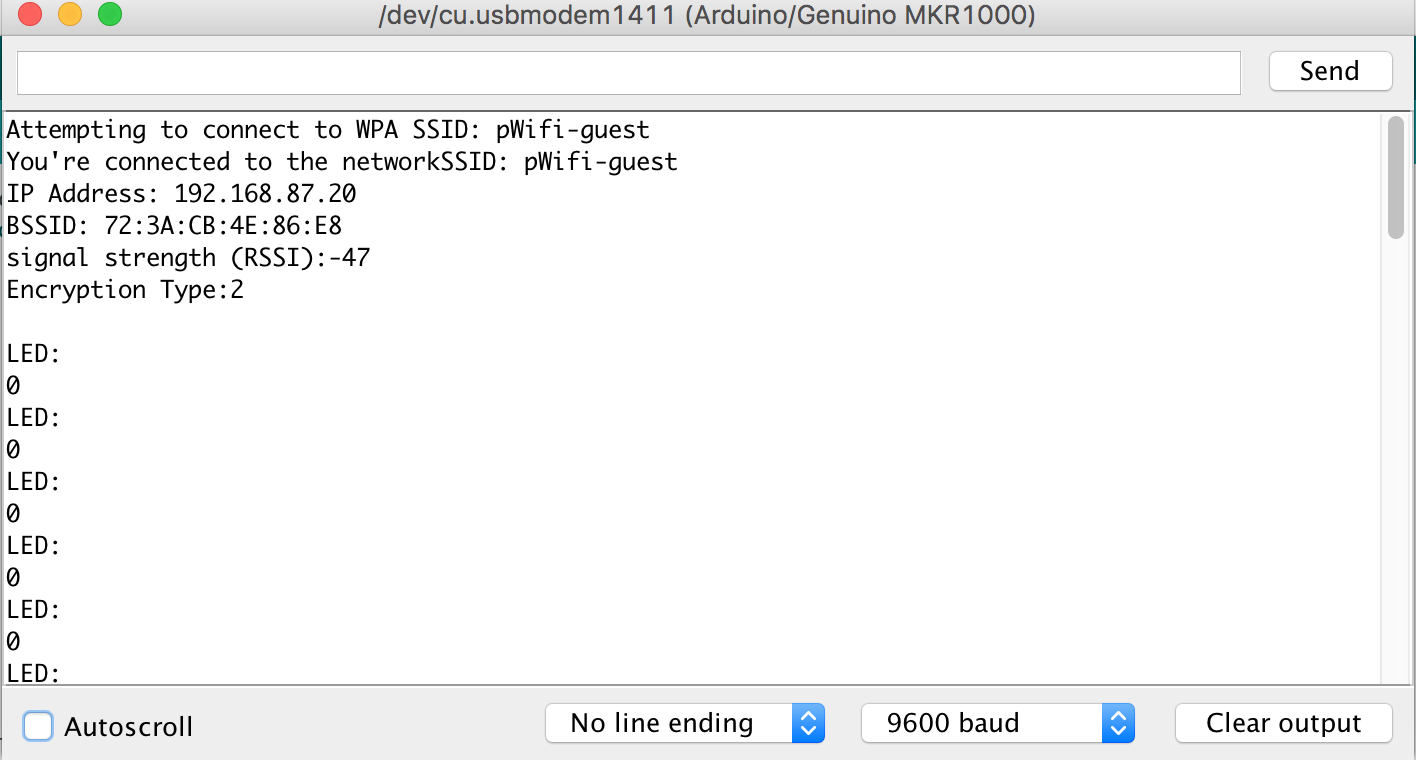 /dev/cu.usbmodem1411 (Arduino/Genuino MKR1000)
Send
Attempting to connect to WPA SSID: pWifi-guest
You're connected to the networkSSID: pWifi-guest
IP Address: 192.168.87.20
BSSID: 72:3A:CB:4E:86:E8
signal strength (RSSI):-47
Encryption Type:2
LED:
0
LED:
0
LED:
0
LED:
0
LED:
0
LED:
Autoscroll No line ending 9600 baud Clear output